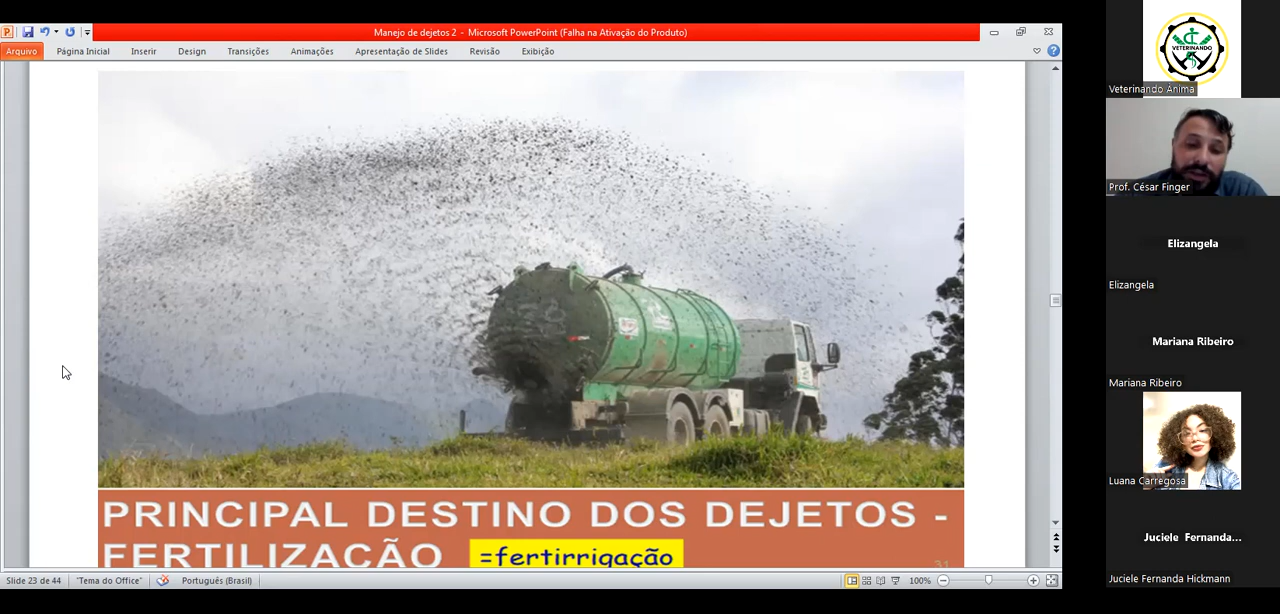 Manejo de dejetos 2 - Microsoft PowerPoint (Falha na Ativação do Produto)
Arquivo Página Inicial Inserir Design Transições Animações Apresentação de Slides Revisão Exibição
PRINCIPAL DESTINO DOS DEJETOS -
FERTILIZAÇÃO =fertirrigação
31
Slide 23 de 44 "Tema do Office" Português (Brasil) 100%
VETERINANDO
Veterinando Anima
Prof. César Finger
Elizangela
Elizangela
Mariana Ribeiro
Mariana Ribeiro
Luana Carregosa
Juciele Fernanda...
Juciele Fernanda Hickmann